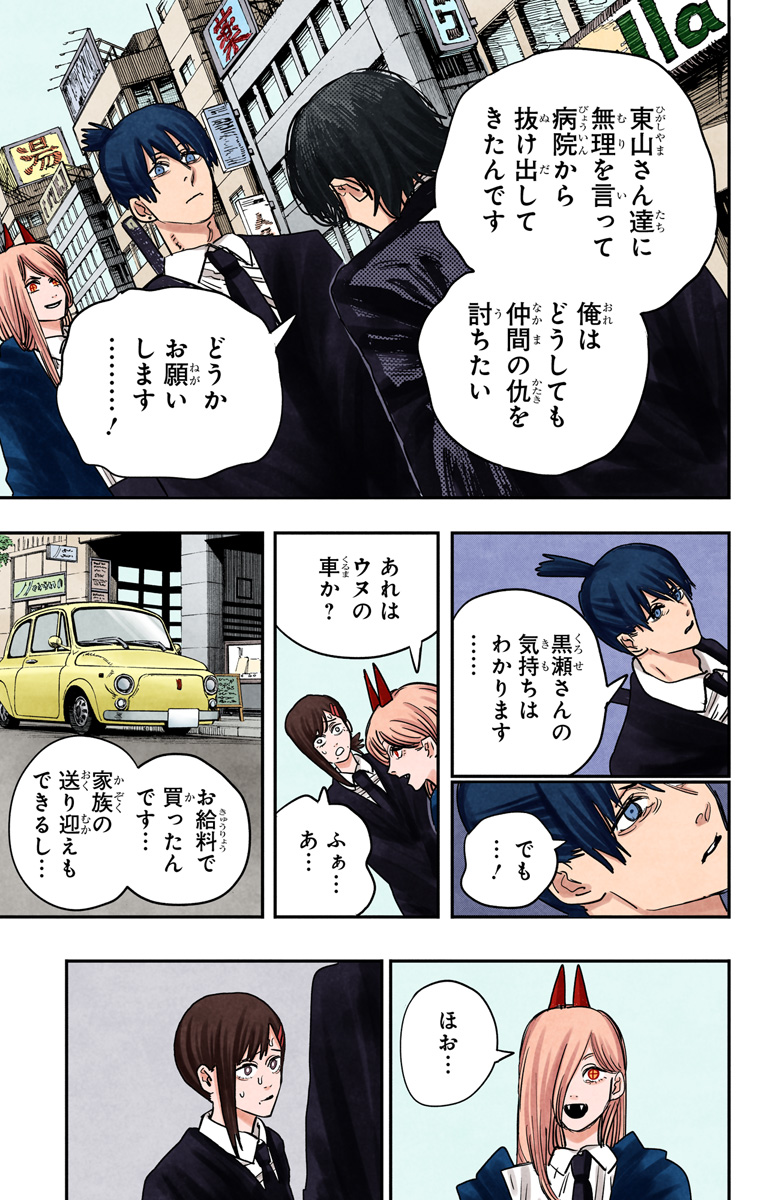 東山さん達に
無理を言って
病院から
抜け出して
きたんです
俺は
どうしても
仲間の仇を
討ちたい
どうか
お願い
します
………！
薬
湯
lla
黒瀬さんの
気持ちは
わかります
……
でも
…！
あれは
ウヌの
車か？
ふぁ…
あ…
お給料で
買ったん
です…
家族の
送り迎えも
できるし…
ほお…